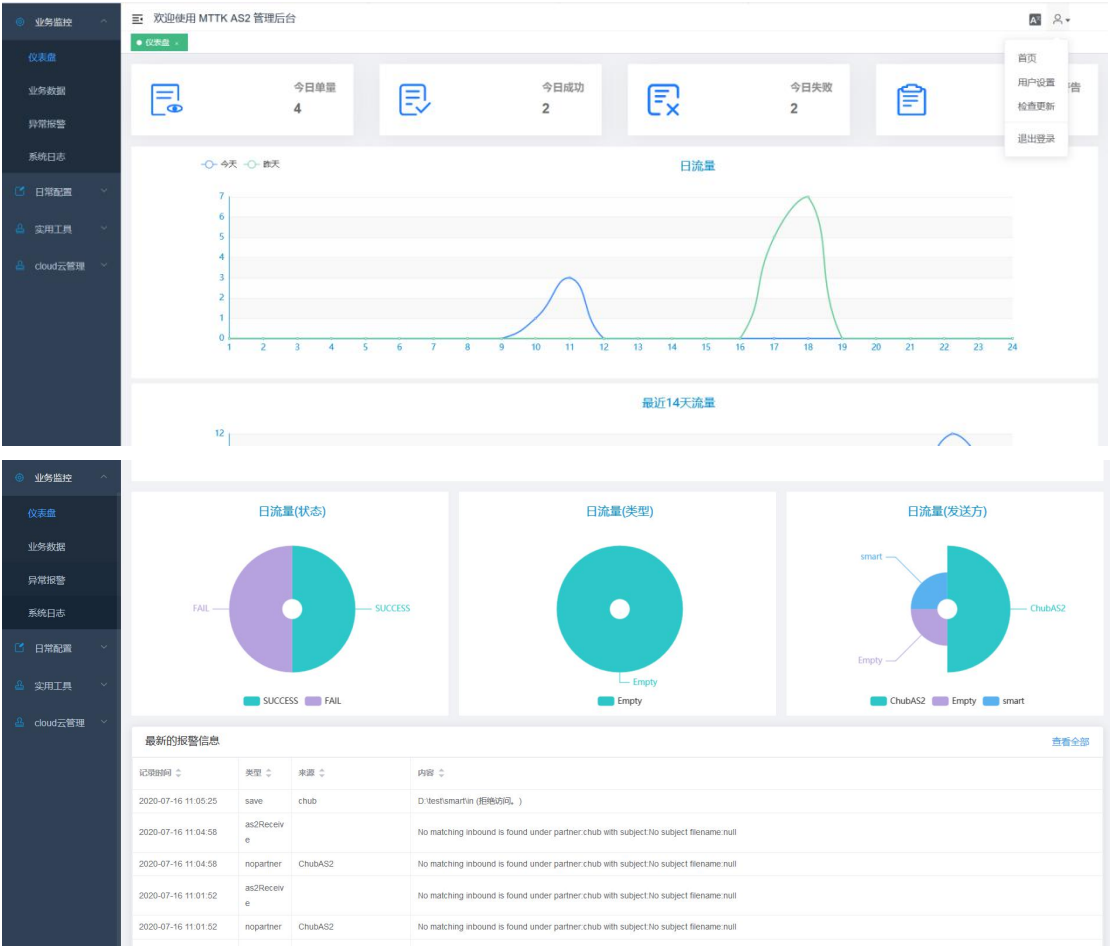 业务监控
仪表盘
业务数据
异常报警
系统日志
日常配置
实用工具
cloud云管理
欢迎使用 MTTK AS2 管理后台
仪表盘 ×
首页
用户设置
检查更新
退出登录
今日单量
4
今日成功
2
今日失败
2
告
今天 昨天
日流量
7
6
5
4
3
2
1
0
1 2 3 4 5 6 7 8 9 10 11 12 13 14 15 16 17 18 19 20 21 22 23 24
最近14天流量
12
业务监控
仪表盘
业务数据
异常报警
系统日志
日常配置
实用工具
cloud云管理
日流量(状态)
FAIL
SUCCESS
SUCCESS FAIL
日流量(类型)
Empty
Empty
日流量(发送方)
smart
ChubAS2
Empty
ChubAS2 Empty smart
最新的报警信息 查看全部
记录时间 类型 来源 内容
2020-07-16 11:05:25 save chub D:\test\smart\in (拒绝访问。)
2020-07-16 11:04:58 as2Receiv
e No matching inbound is found under partner:chub with subject:No subject filename:null
2020-07-16 11:04:58 nopartner ChubAS2 No matching inbound is found under partner:chub with subject:No subject filename:null
2020-07-16 11:01:52 as2Receiv
e No matching inbound is found under partner:chub with subject:No subject filename:null
2020-07-16 11:01:52 nopartner ChubAS2 No matching inbound is found under partner:chub with subject:No subject filename:null